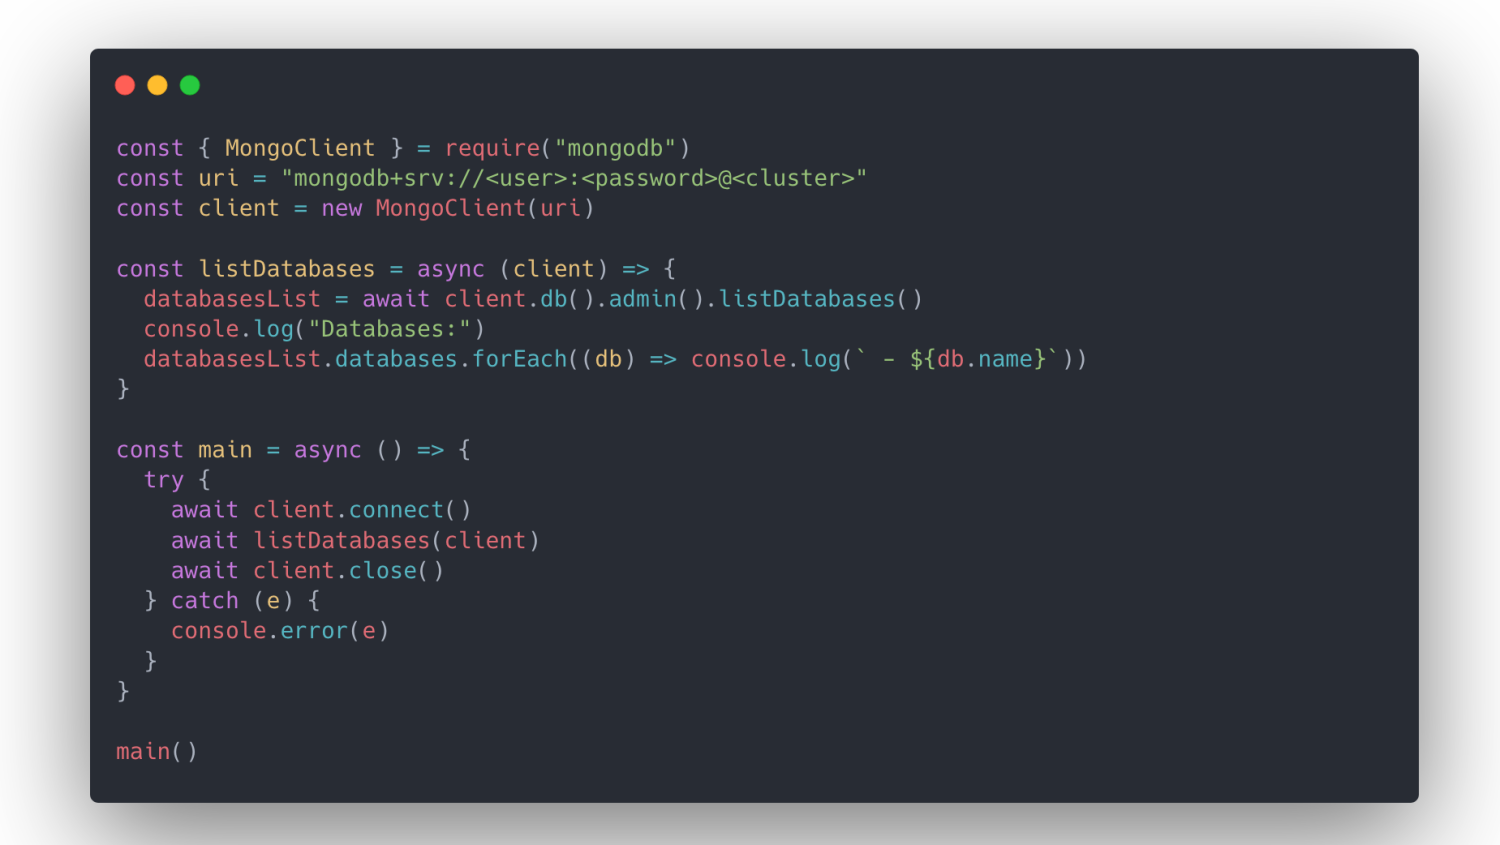 const { MongoClient } = require("mongodb")
const uri = "mongodb+srv://<user>:<password>@<cluster>"
const client = new MongoClient(uri)

const listDatabases = async (client) => {
  databasesList = await client.db().admin().listDatabases()
  console.log("Databases:")
  databasesList.databases.forEach((db) => console.log(` - ${db.name}`))
}

const main = async () => {
  try {
    await client.connect()
    await listDatabases(client)
    await client.close()
  } catch (e) {
    console.error(e)
  }
}

main()